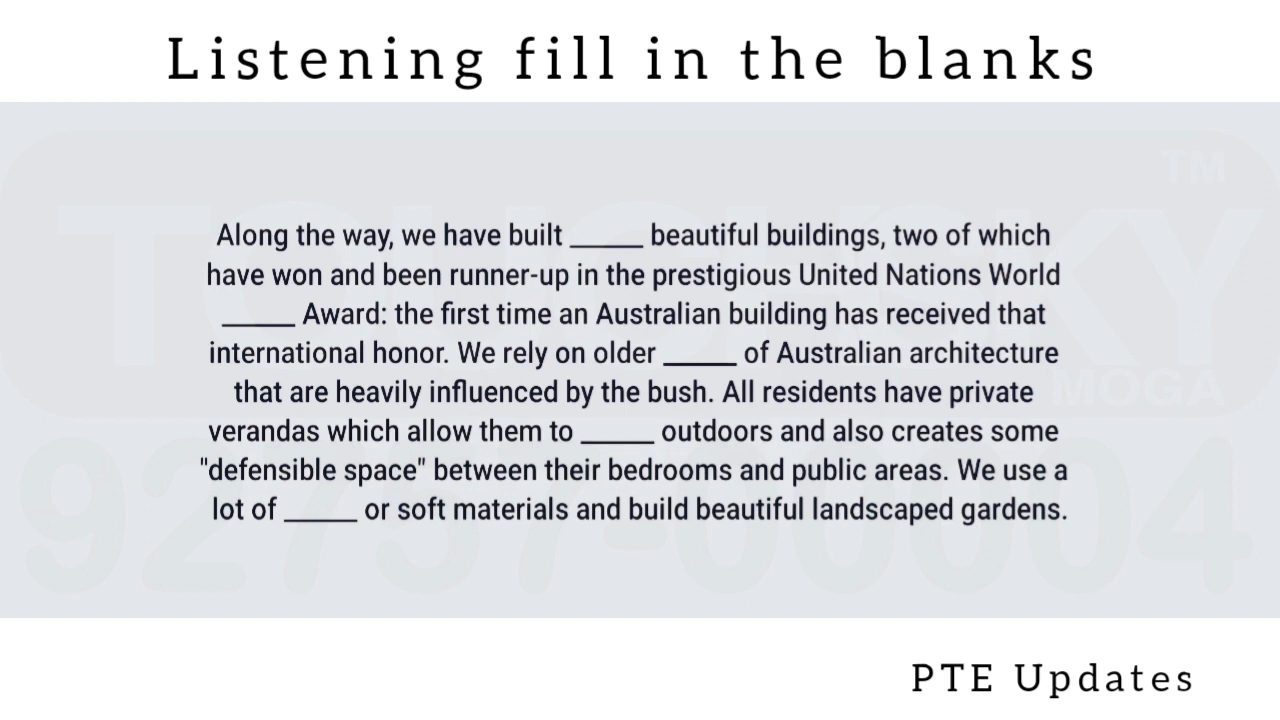 Listening fill in the blanks
TM
Along the way, we have built _____ beautiful buildings, two of which
have won and been runner-up in the prestigious United Nations World
_____ Award: the first time an Australian building has received that
international honor. We rely on older _____ of Australian architecture
that are heavily influenced by the bush. All residents have private
MOGA
verandas which allow them to _____ outdoors and also creates some
"defensible space" between their bedrooms and public areas. We use a
lot of _____ or soft materials and build beautiful landscaped gardens.
PTE Updates